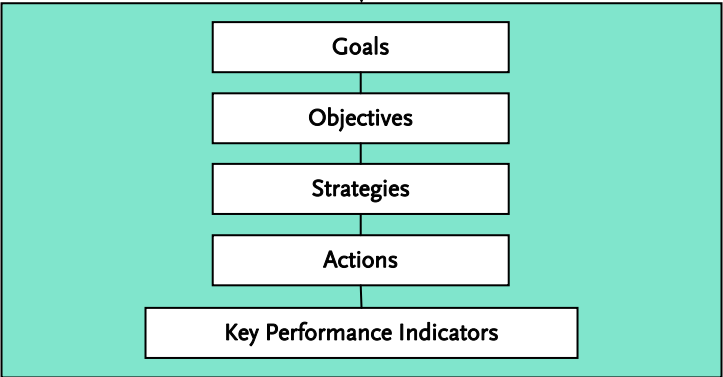 Goals
Objectives
Strategies
Actions
Key Performance Indicators